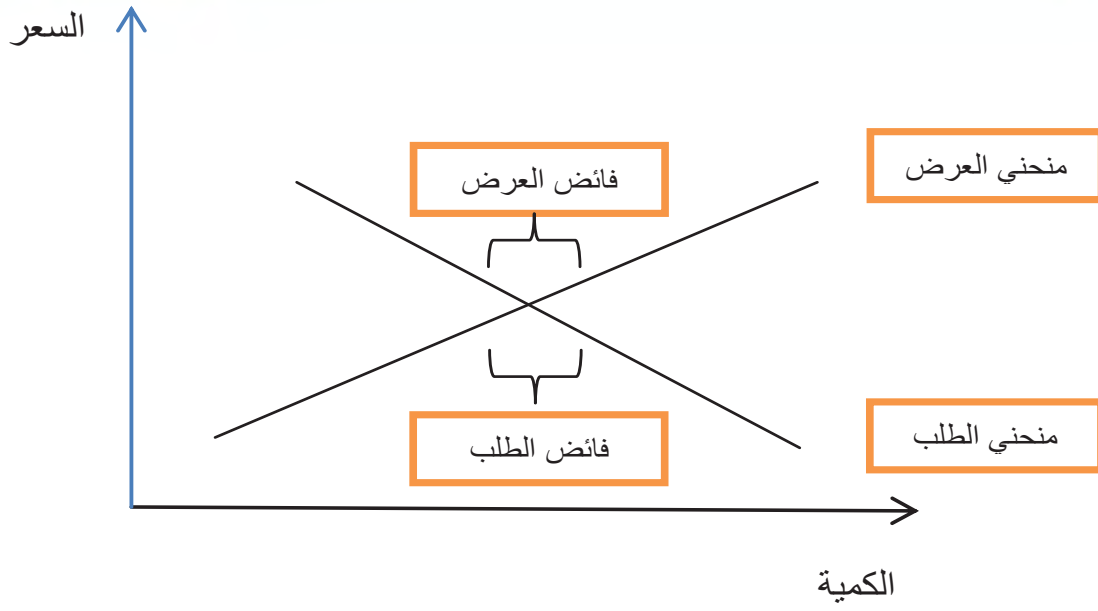 السعر
منحني العرض
فائض العرض
منحني الطلب
فائض الطلب
الكمية